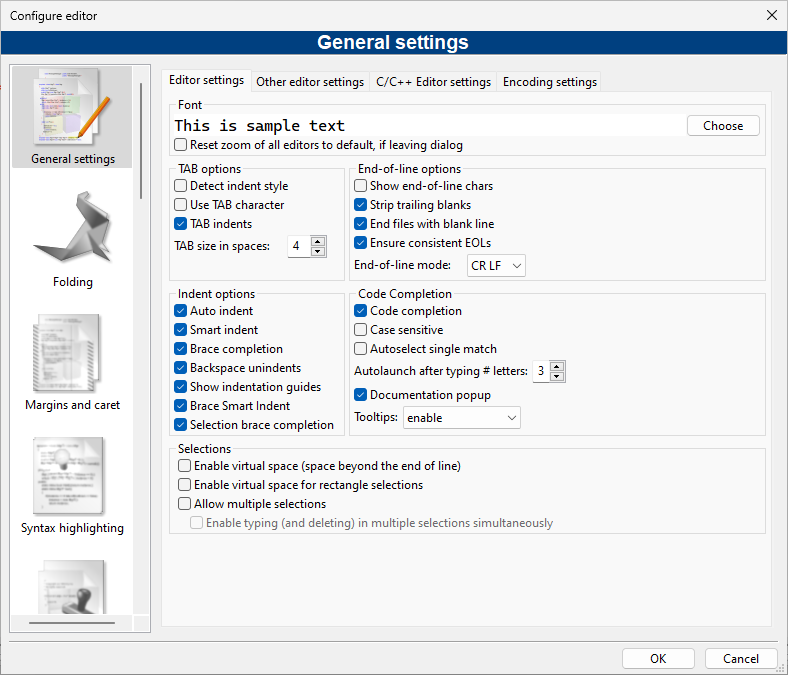 Configure editor
General settings
General settings
Folding
Margins and caret
Syntax highlighting
Editor settings
Other editor settings
C/C++ Editor settings
Encoding settings
Font
This is sample text
Choose
Reset zoom of all editors to default, if leaving dialog
TAB options
Detect indent style
Use TAB character
TAB indents
TAB size in spaces: 4
End-of-line options
Show end-of-line chars
Strip trailing blanks
End files with blank line
Ensure consistent EOLs
End-of-line mode: CR LF
Indent options
Auto indent
Smart indent
Brace completion
Backspace unindents
Show indentation guides
Brace Smart Indent
Selection brace completion
Code Completion
Code completion
Case sensitive
Autoselect single match
Autolaunch after typing # letters: 3
Documentation popup
Tooltips: enable
Selections
Enable virtual space (space beyond the end of line)
Enable virtual space for rectangle selections
Allow multiple selections
Enable typing (and deleting) in multiple selections simultaneously
OK
Cancel